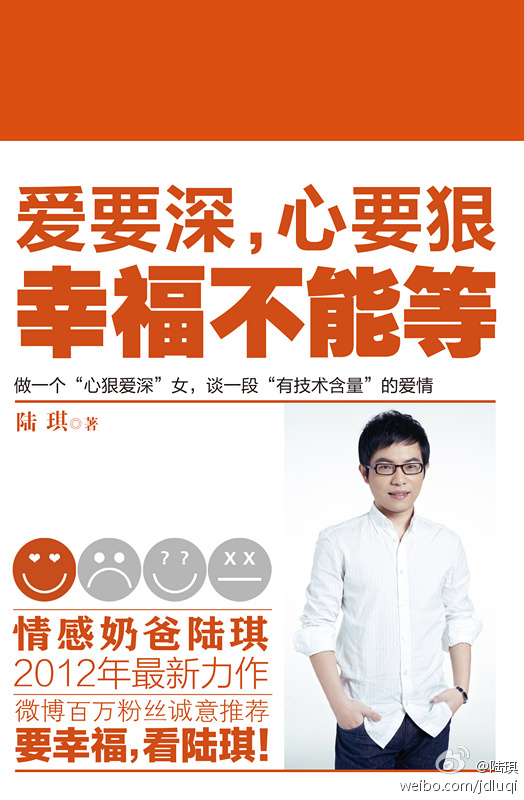 爱要深，心要狠
幸福不能等
做一个“心狠爱深”女，谈一段“有技术含量”的爱情
陆 琪◎著
? ? X X
情感奶爸陆琪
2012年最新力作
微博百万粉丝诚意推荐
要幸福，看陆琪！
@陆琪
weibo.com/jdluqi